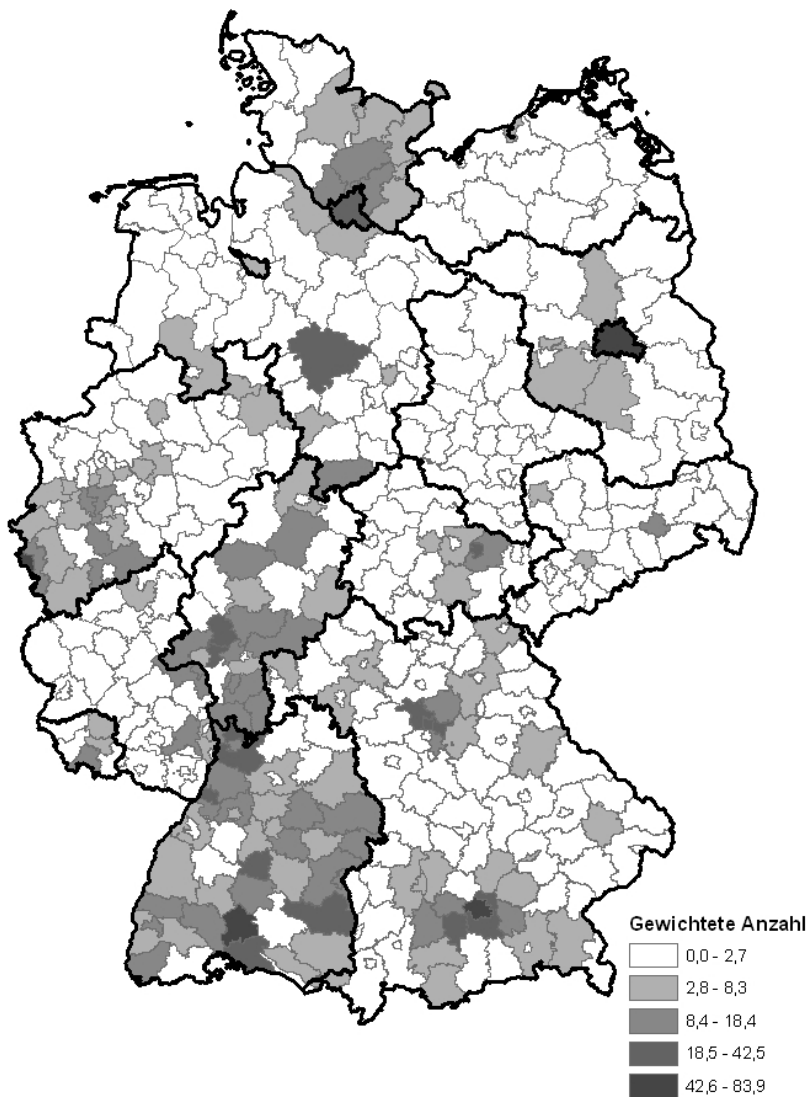 Gewichtete Anzahl
0,0 - 2,7
2,8 - 8,3
8,4 - 18,4
18,5 - 42,5
42,6 - 83,9